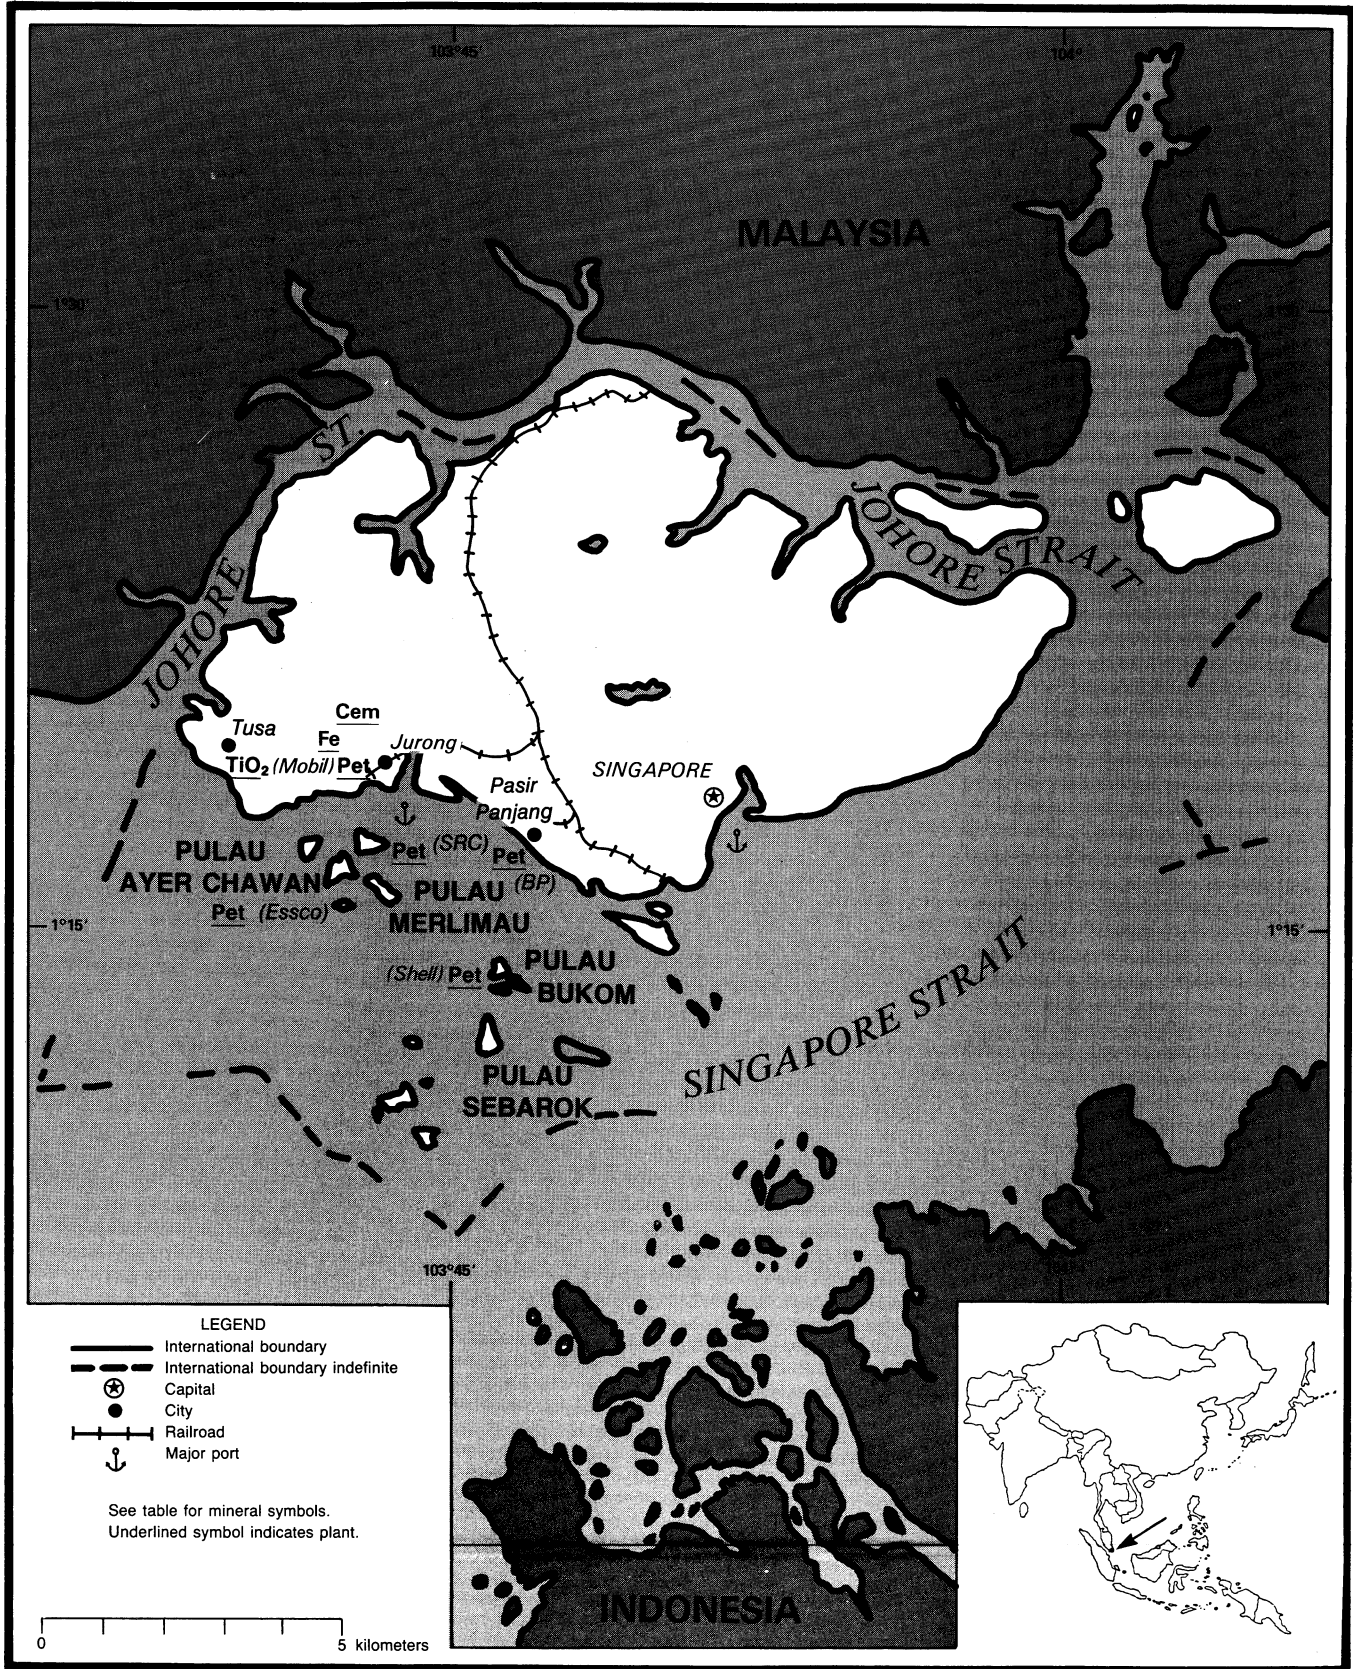 103°45'
104°
MALAYSIA
1°30'
ST.
JOHORE STRAIT
JOHORE
Cem
Tusa
Fe
Jurong
TiO₂ (Mobil) Pet
SINGAPORE
Pasir
Panjang
PULAU
AYER CHAWAN
Pet (SRC)
Pet
(BP)
PULAU
MERLIMAU
Pet (Essco)
1°15'
1°15'
(Shell) Pet
PULAU
BUKOM
SINGAPORE STRAIT
PULAU
SEBAROK
103°45'
LEGEND
International boundary
International boundary indefinite
Capital
City
Railroad
Major port
See table for mineral symbols.
Underlined symbol indicates plant.
0 5 kilometers
INDONESIA